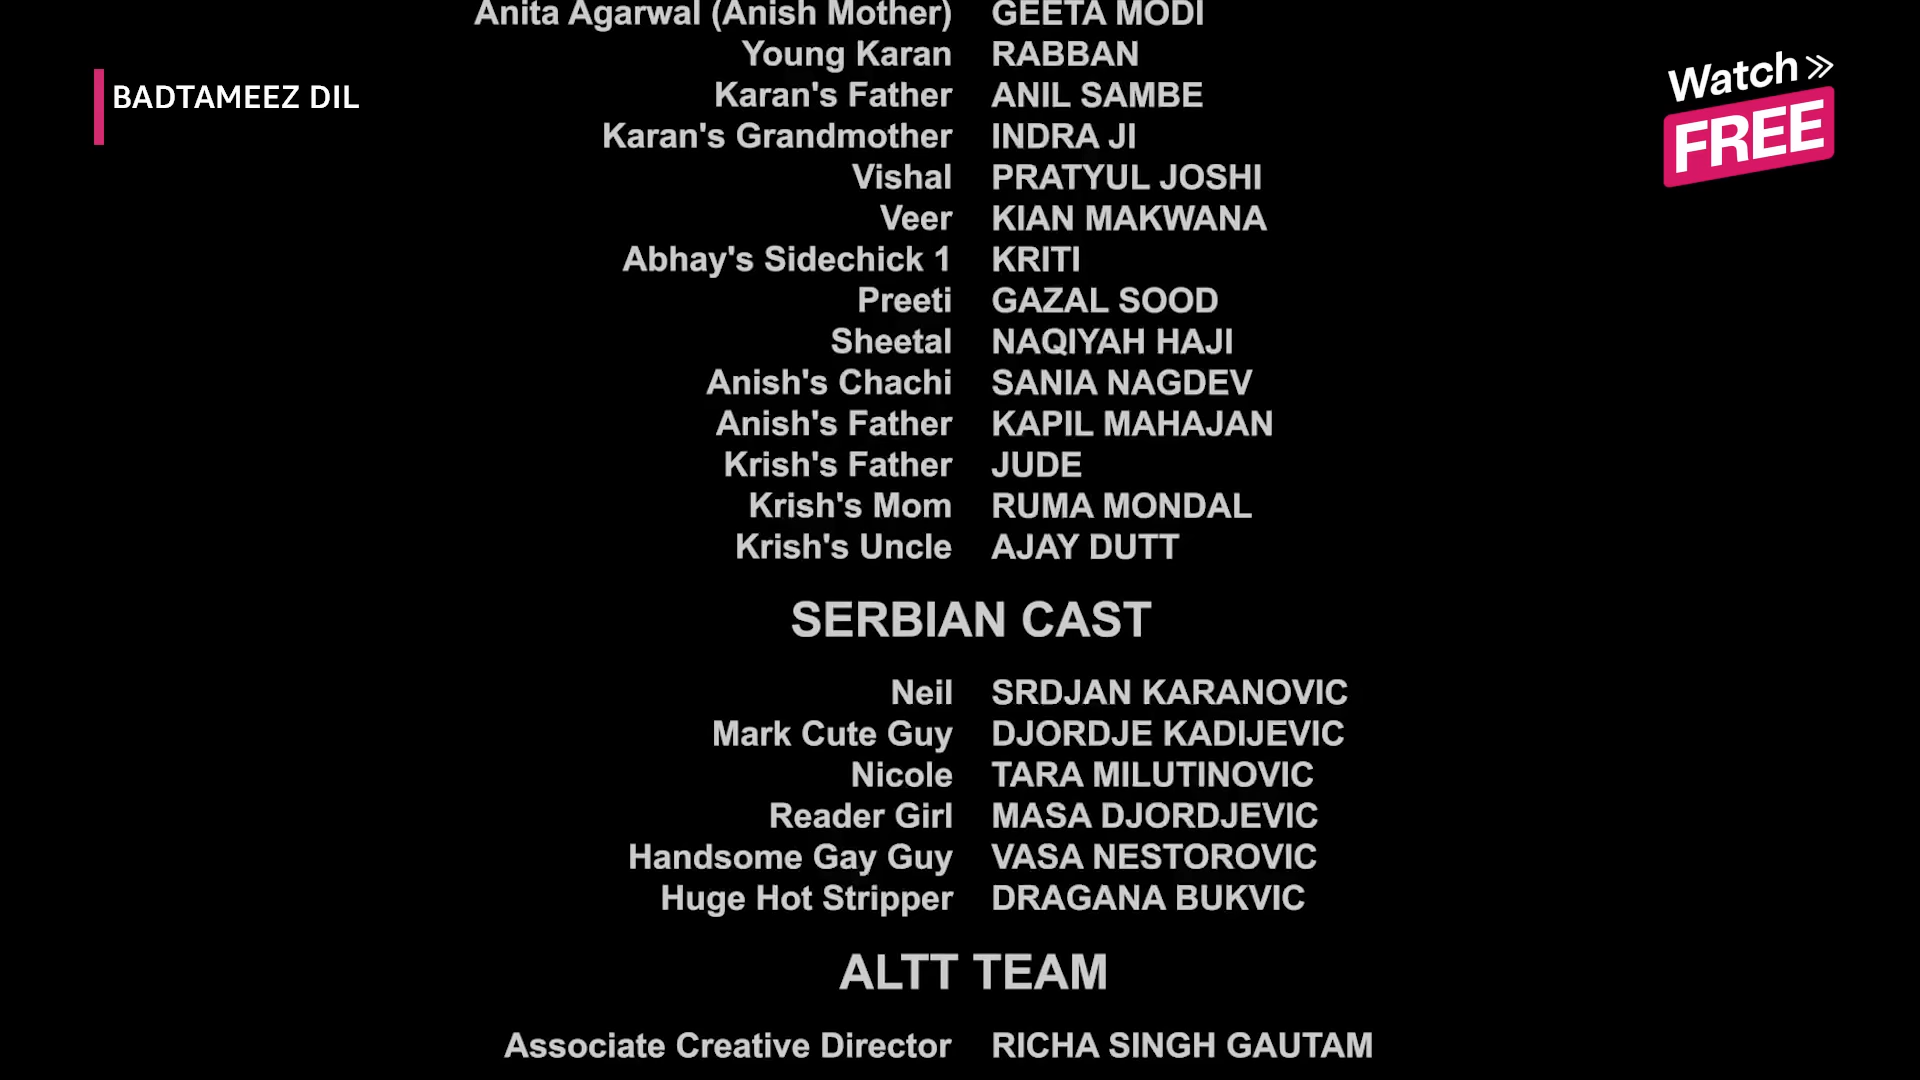 Anita Agarwal (Anish Mother) GEETA MODI
Young Karan RABBAN
BADTAMEEZ DIL
Watch
FREE
Karan's Father ANIL SAMBE
Karan's Grandmother INDRA JI
Vishal PRATYUL JOSHI
Veer KIAN MAKWANA
Abhay's Sidechick 1 KRITI
Preeti GAZAL SOOD
Sheetal NAQIYAH HAJI
Anish's Chachi SANIA NAGDEV
Anish's Father KAPIL MAHAJAN
Krish's Father JUDE
Krish's Mom RUMA MONDAL
Krish's Uncle AJAY DUTT
SERBIAN CAST
Neil SRDJAN KARANOVIC
Mark Cute Guy DJORDJE KADIJEVIC
Nicole TARA MILUTINOVIC
Reader Girl MASA DJORDJEVIC
Handsome Gay Guy VASA NESTOROVIC
Huge Hot Stripper DRAGANA BUKVIC
ALTT TEAM
Associate Creative Director RICHA SINGH GAUTAM